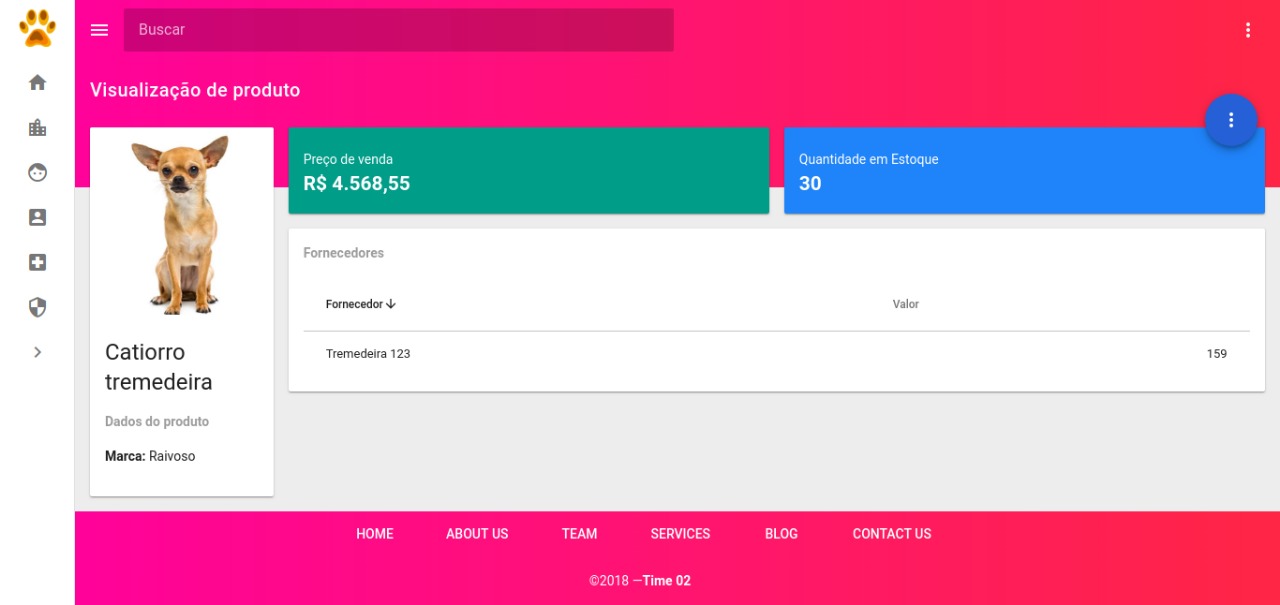 Buscar
Visualização de produto
Preço de venda
R$ 4.568,55
Quantidade em Estoque
30
Catiorro
tremedeira
Dados do produto
Marca: Raivoso
Fornecedores
Fornecedor Valor
Tremedeira 123 159
HOME ABOUT US TEAM SERVICES BLOG CONTACT US
©2018 —Time 02